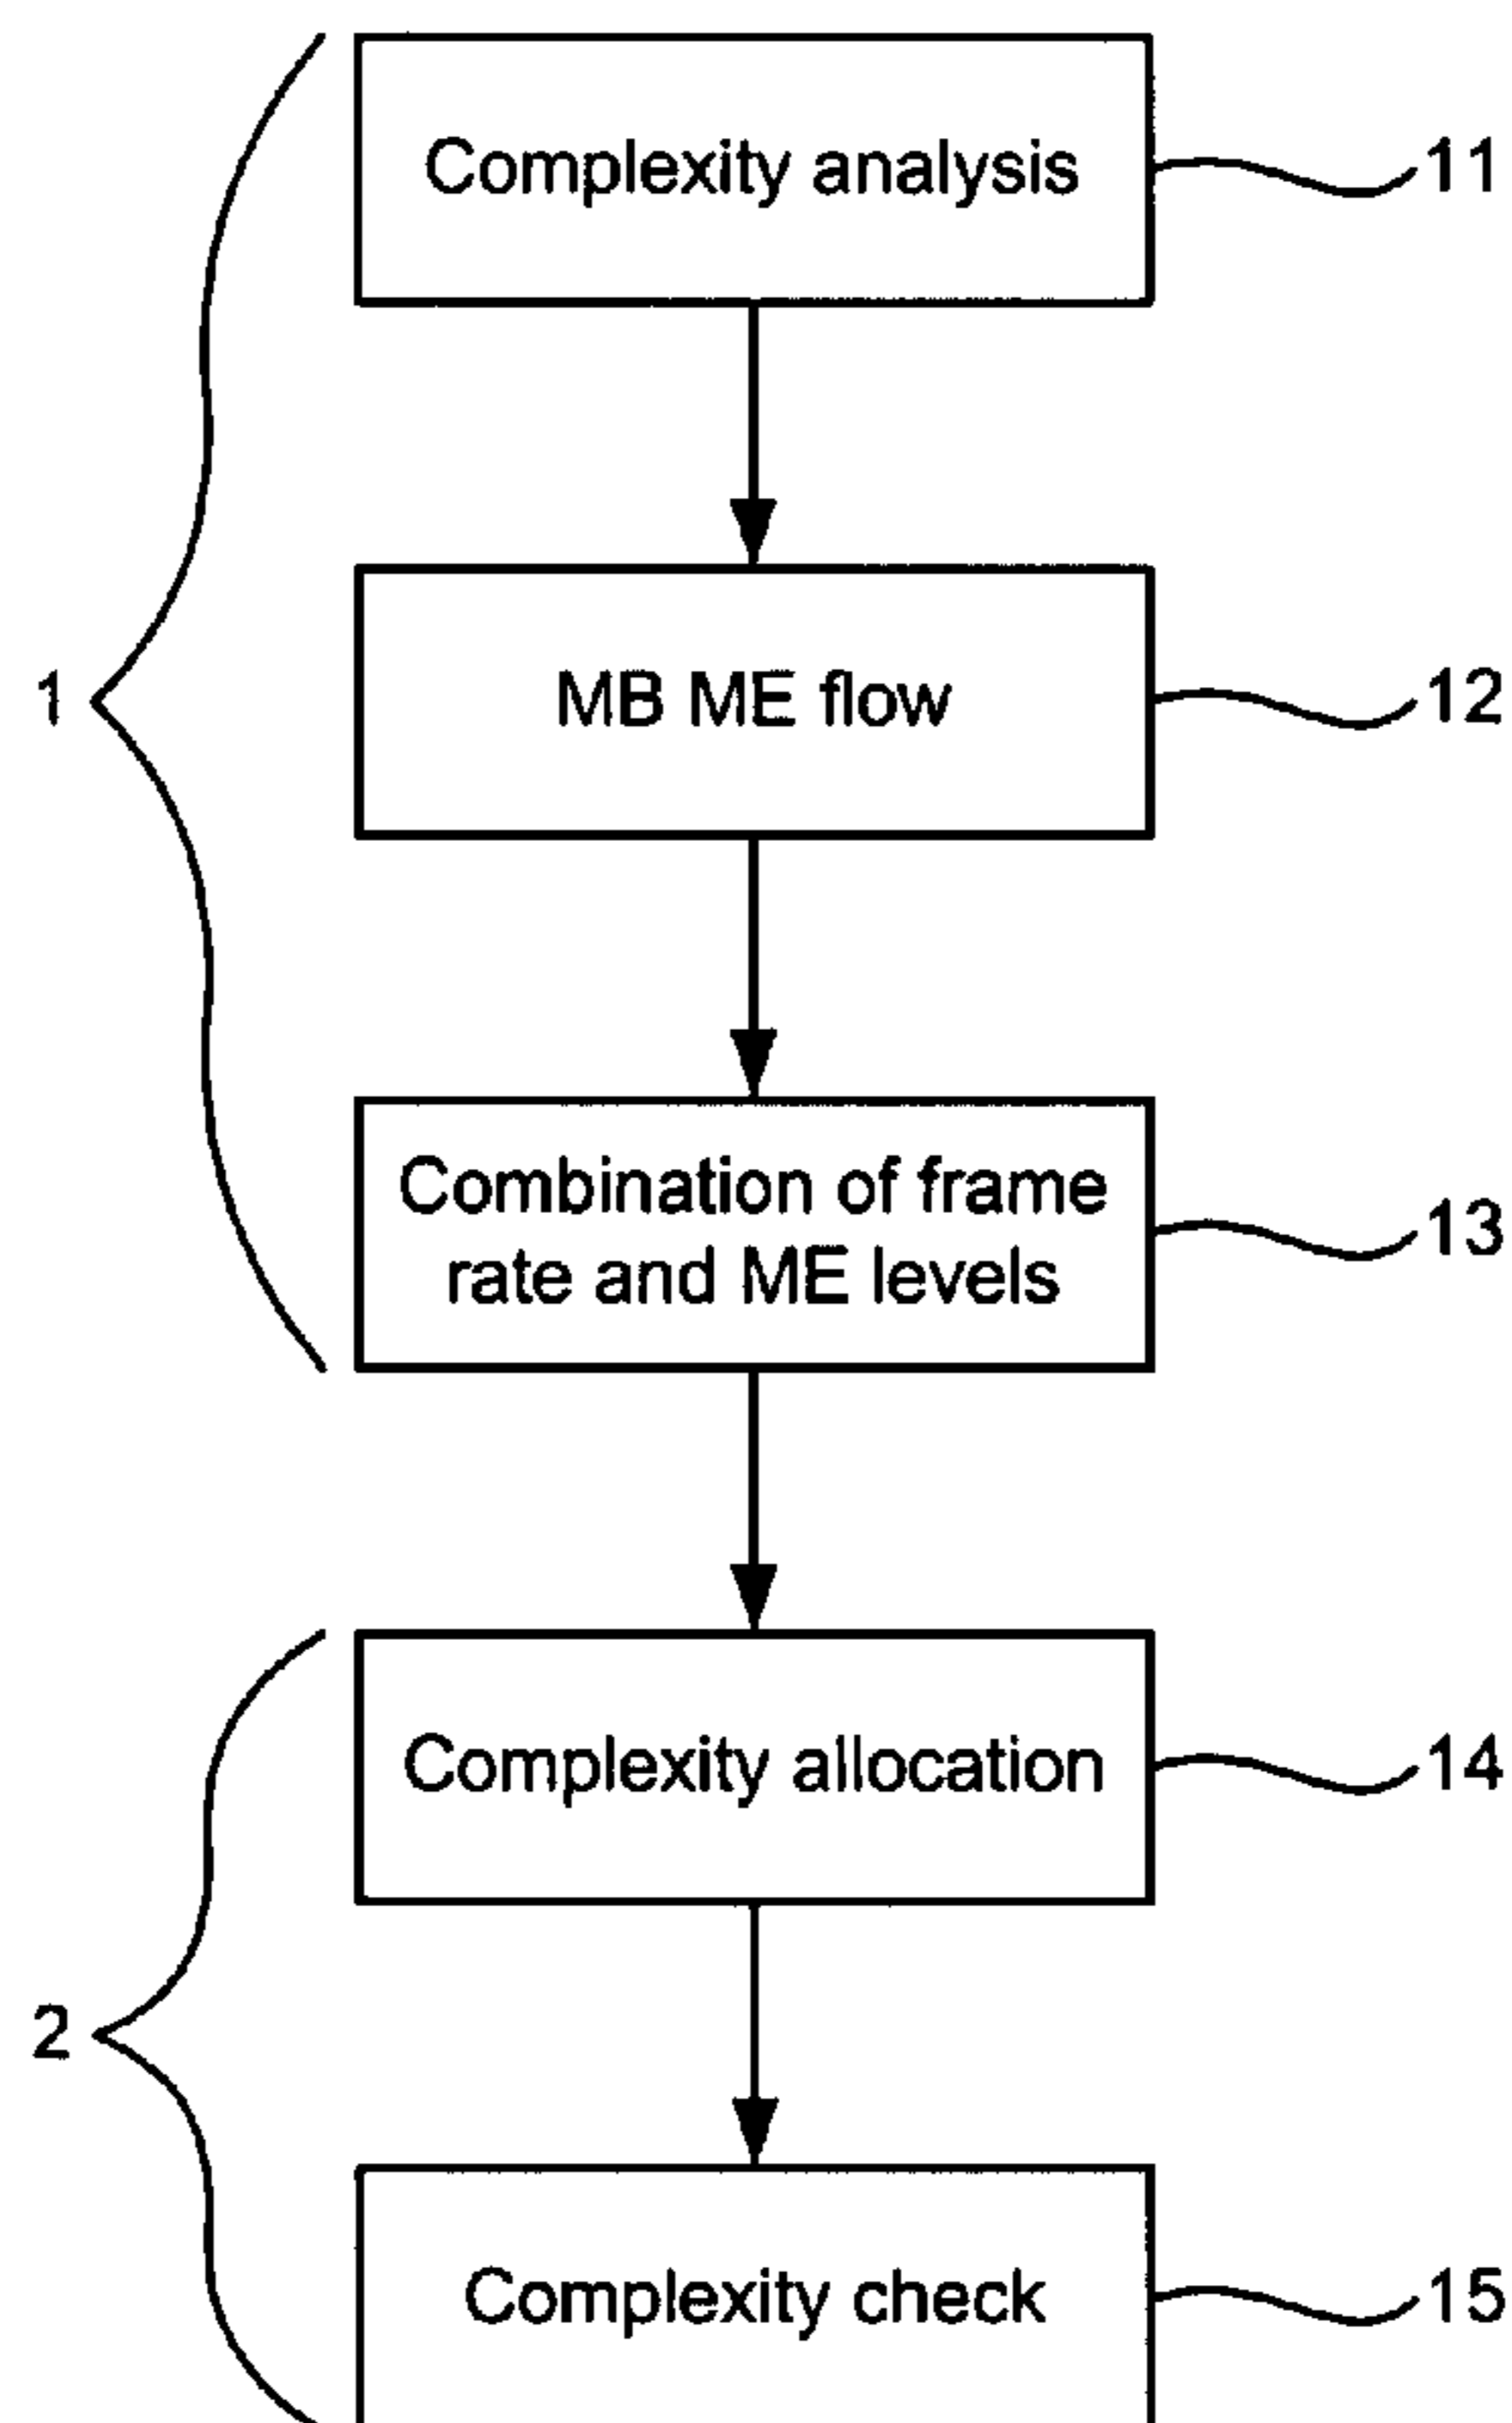 Complexity analysis
11
MB ME flow
12
1
Combination of frame
rate and ME levels
13
Complexity allocation
14
2
Complexity check
15